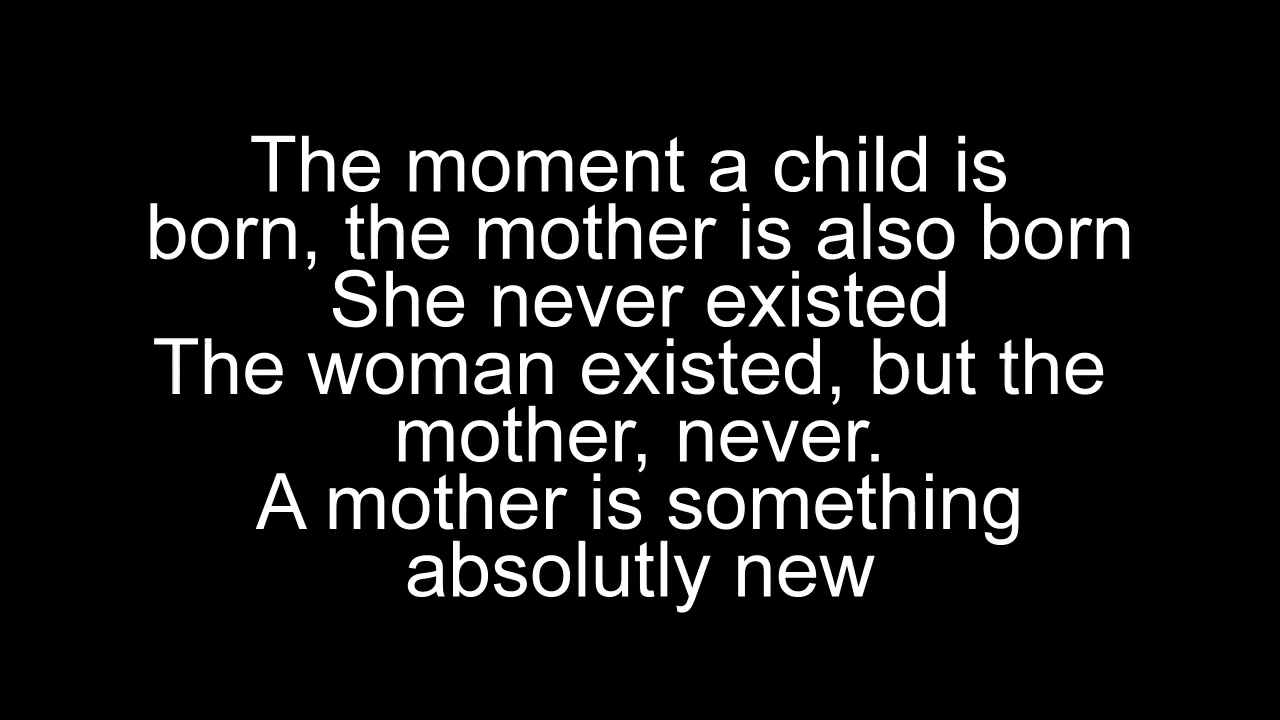 The moment a child is
born, the mother is also born
She never existed
The woman existed, but the
mother, never.
A mother is something
absolutly new